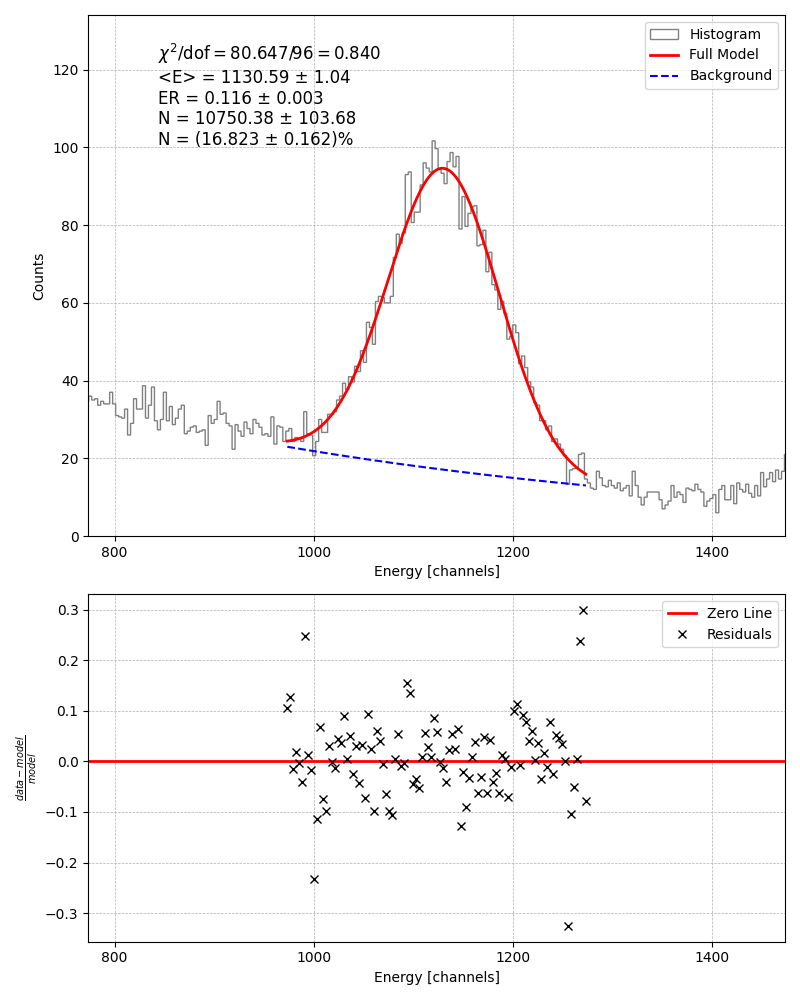 χ²/dof = 80.647/96 = 0.840
<E> = 1130.59 ± 1.04
ER = 0.116 ± 0.003
N = 10750.38 ± 103.68
N = (16.823 ± 0.162)%
Histogram
Full Model
Background
120
100
80
60
40
20
0
Counts
800
1000
1200
1400
Energy [channels]
Zero Line
Residuals
0.3
0.2
0.1
0.0
−0.1
−0.2
−0.3
data − model
model
800
1000
1200
1400
Energy [channels]